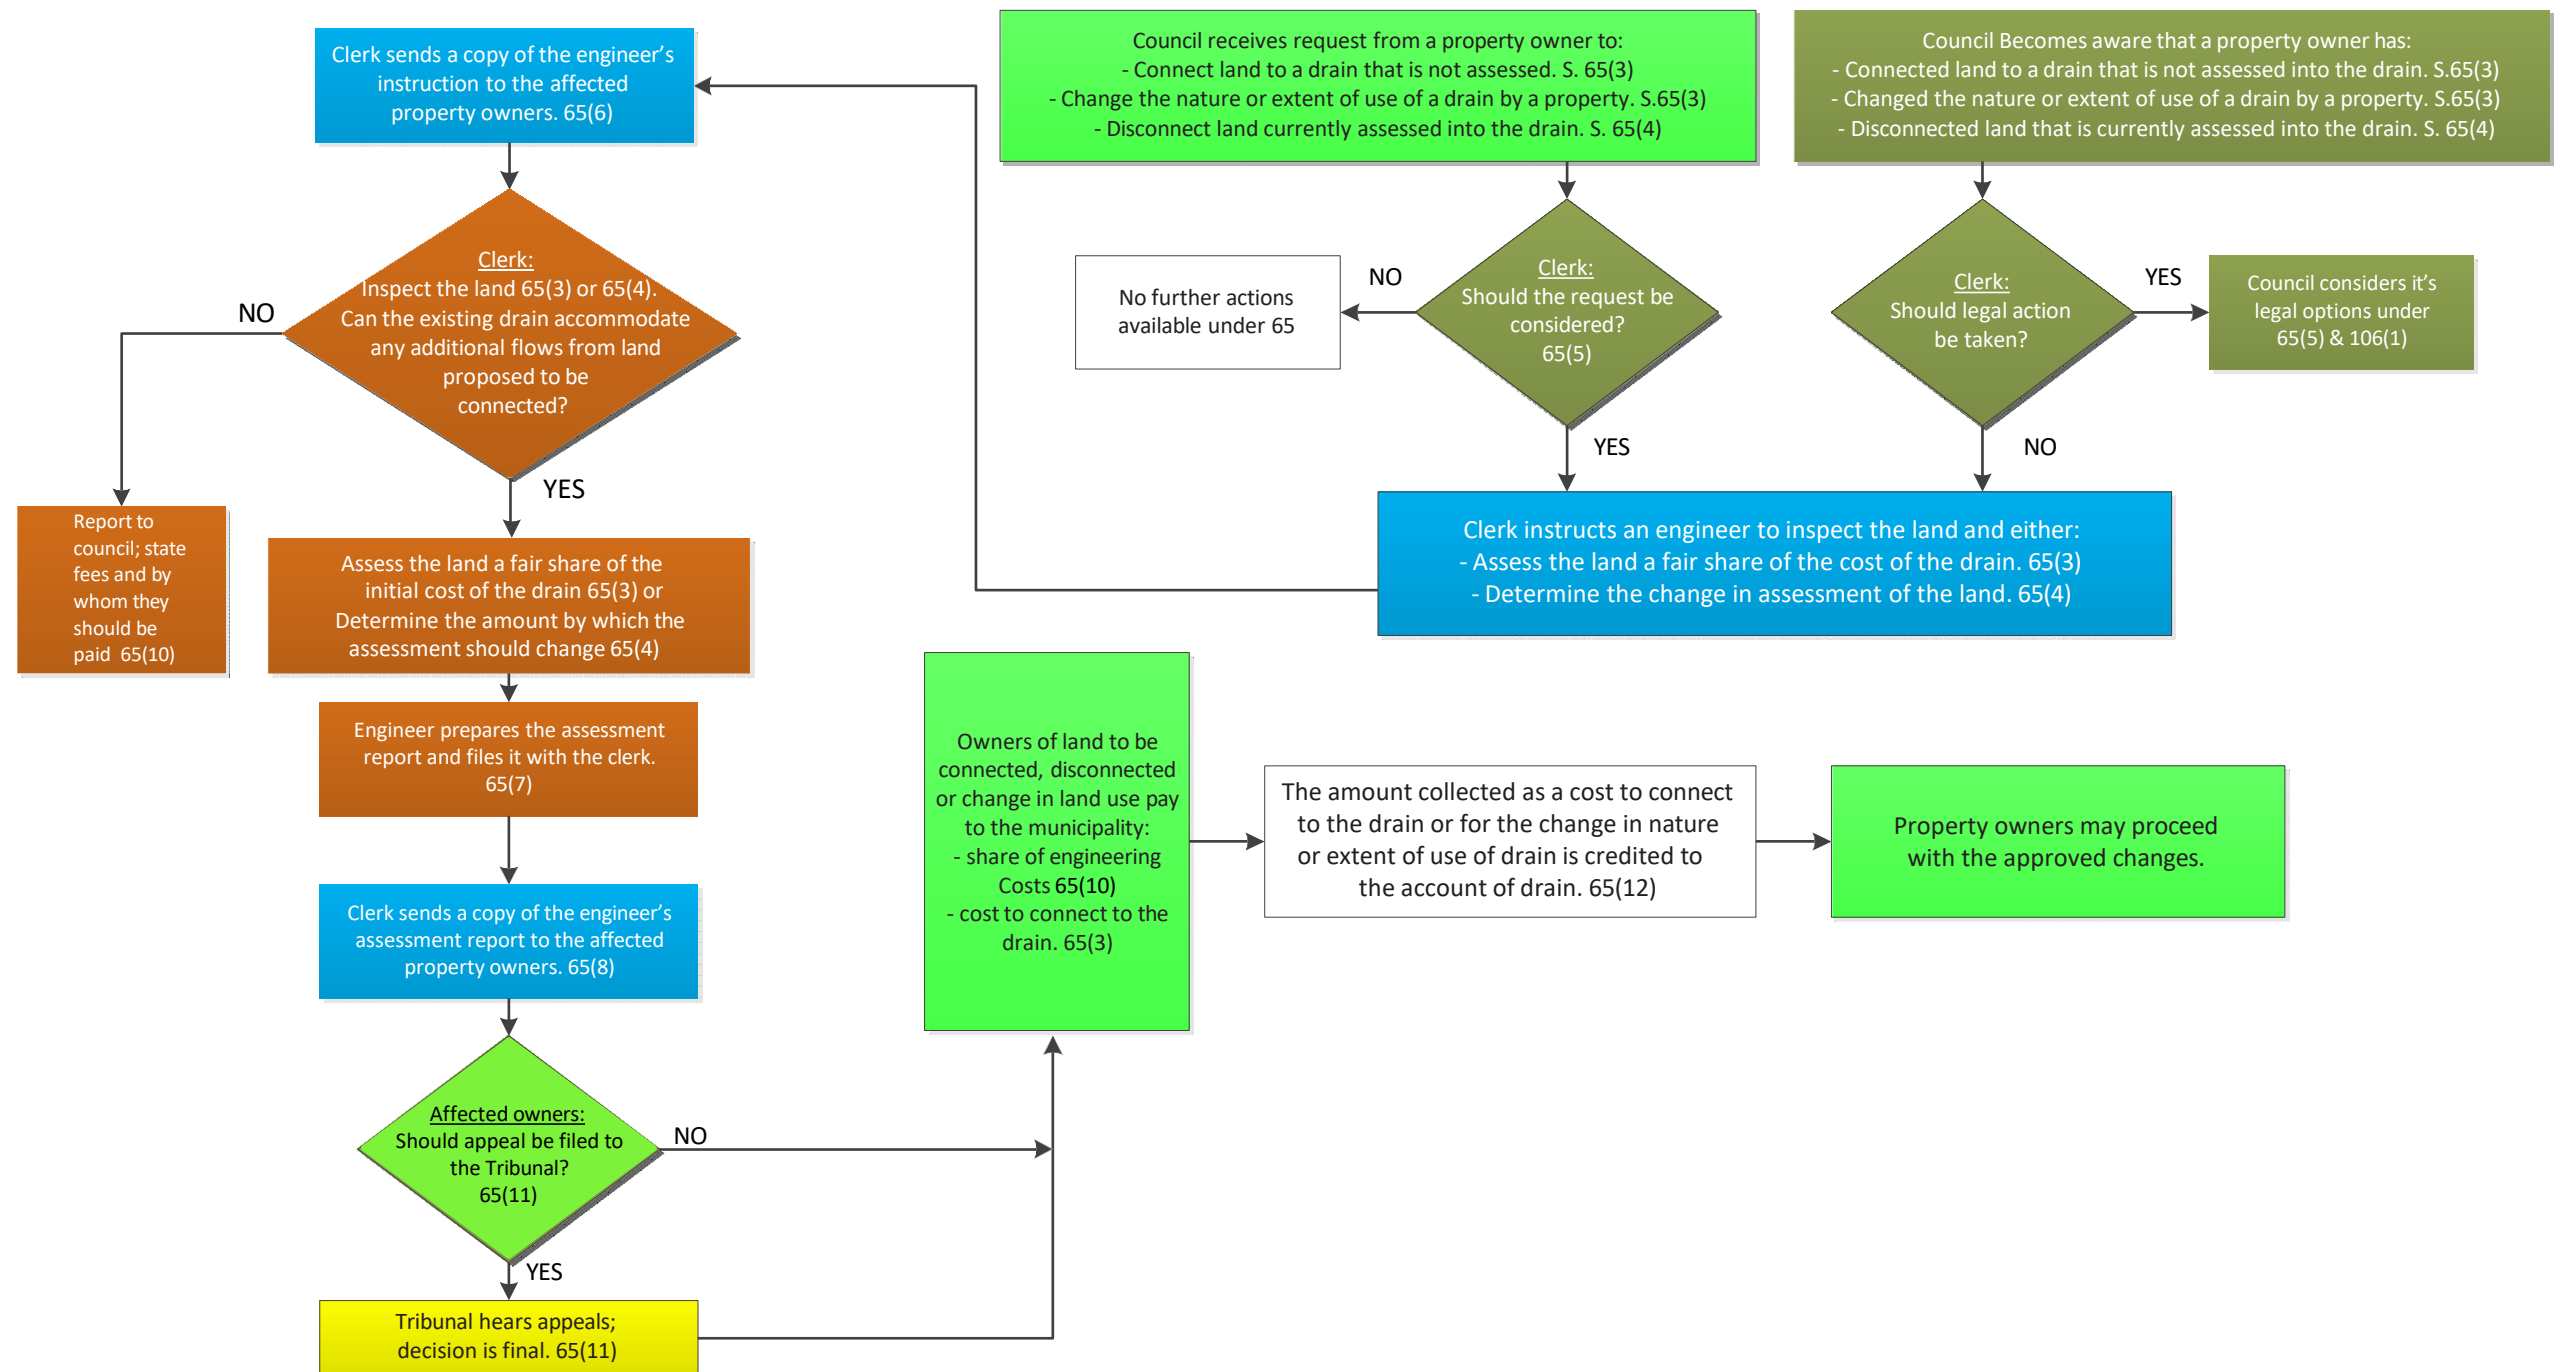 Clerk sends a copy of the engineer’s
instruction to the affected
property owners. 65(6)
Council receives request from a property owner to:
- Connect land to a drain that is not assessed. S. 65(3)
- Change the nature or extent of use of a drain by a property. S.65(3)
- Disconnect land currently assessed into the drain. S. 65(4)
Council Becomes aware that a property owner has:
- Connected land to a drain that is not assessed into the drain. S.65(3)
- Changed the nature or extent of use of a drain by a property. S.65(3)
- Disconnected land that is currently assessed into the drain. S. 65(4)
Clerk:
Inspect the land 65(3) or 65(4).
Can the existing drain accommodate
any additional flows from land
proposed to be
connected?
NO
YES
No further actions
available under 65
NO
Clerk:
Should the request be
considered?
65(5)
YES
Clerk:
Should legal action
be taken?
YES
NO
Council considers it’s
legal options under
65(5) & 106(1)
Report to
council; state
fees and by
whom they
should be
paid 65(10)
Assess the land a fair share of the
initial cost of the drain 65(3) or
Determine the amount by which the
assessment should change 65(4)
Clerk instructs an engineer to inspect the land and either:
- Assess the land a fair share of the cost of the drain. 65(3)
- Determine the change in assessment of the land. 65(4)
Engineer prepares the assessment
report and files it with the clerk.
65(7)
Owners of land to be
connected, disconnected
or change in land use pay
to the municipality:
- share of engineering
Costs 65(10)
- cost to connect to the
drain. 65(3)
The amount collected as a cost to connect
to the drain or for the change in nature
or extent of use of drain is credited to
the account of drain. 65(12)
Property owners may proceed
with the approved changes.
Clerk sends a copy of the engineer’s
assessment report to the affected
property owners. 65(8)
Affected owners:
Should appeal be filed to
the Tribunal?
65(11)
NO
YES
Tribunal hears appeals;
decision is final. 65(11)